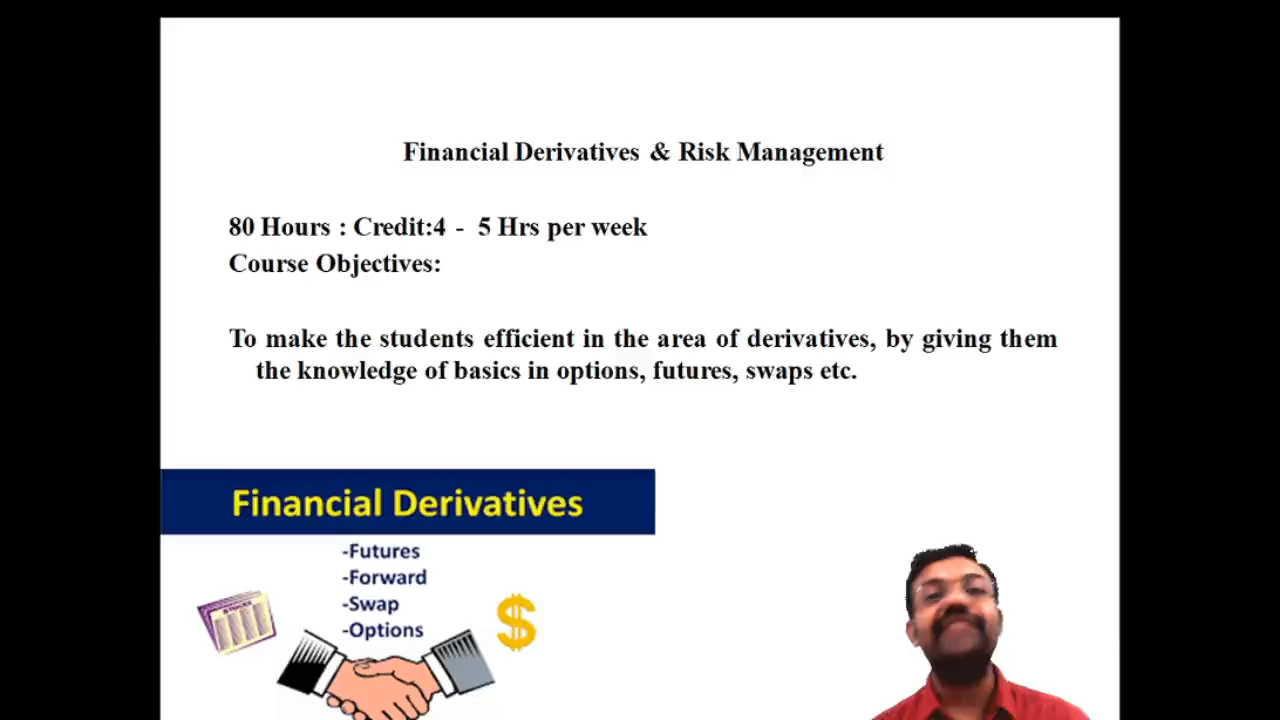 Financial Derivatives & Risk Management
80 Hours : Credit:4 - 5 Hrs per week
Course Objectives:
To make the students efficient in the area of derivatives, by giving them
the knowledge of basics in options, futures, swaps etc.
Financial Derivatives
-Futures
-Forward
-Swap
-Options